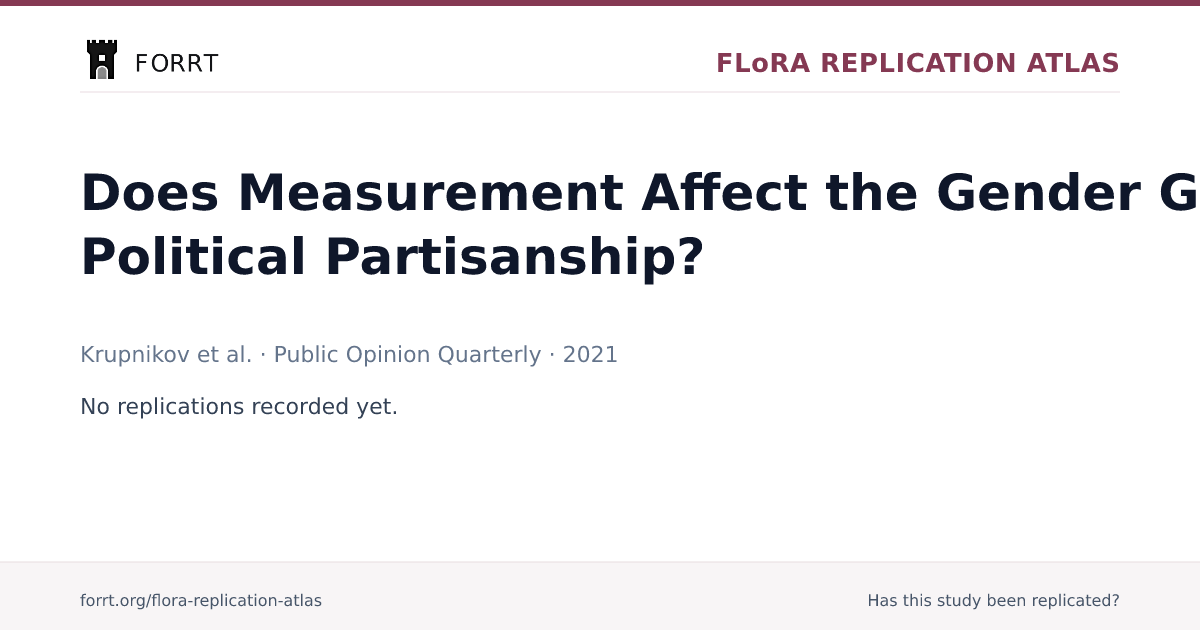 FORRT
FLoRA REPLICATION ATLAS
Does Measurement Affect the Gender G
Political Partisanship?
Krupnikov et al. · Public Opinion Quarterly · 2021
No replications recorded yet.
forrt.org/flora-replication-atlas
Has this study been replicated?